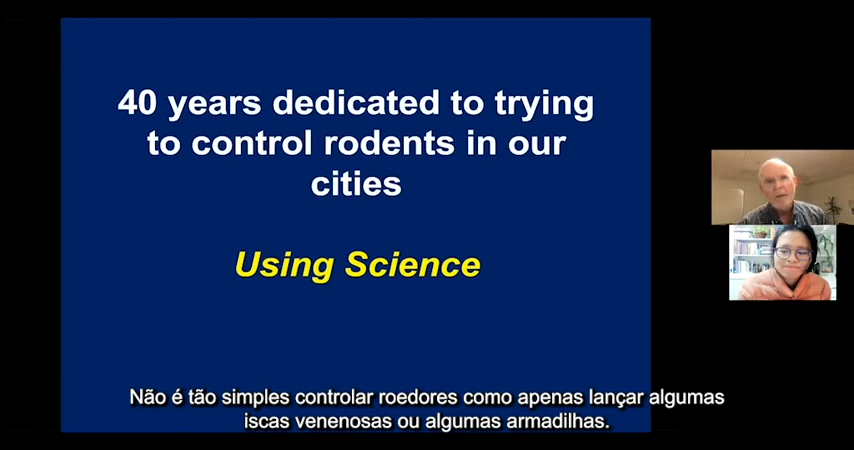 40 years dedicated to trying
to control rodents in our
cities
Using Science
Não é tão simples controlar roedores como apenas lançar algumas
iscas venenosas ou algumas armadilhas.